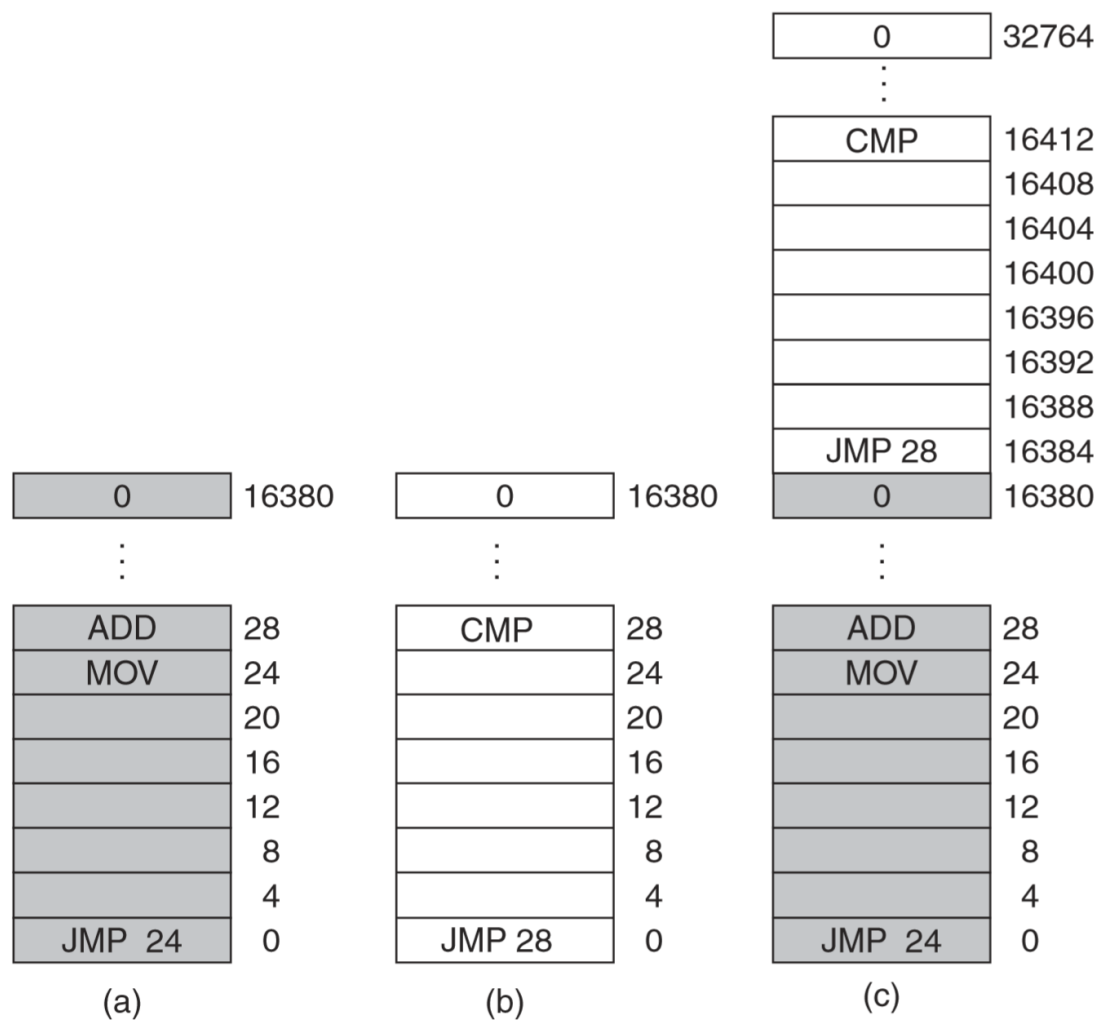 0 32764
CMP 16412
16408
16404
16400
16396
16392
16388
JMP 28 16384
0 16380 0 16380 0 16380
ADD 28 CMP 28 ADD 28
MOV 24 24 MOV 24
20 20 20
16 16 16
12 12 12
8 8 8
4 4 4
JMP 24 0 JMP 28 0 JMP 24 0
(a) (b) (c)